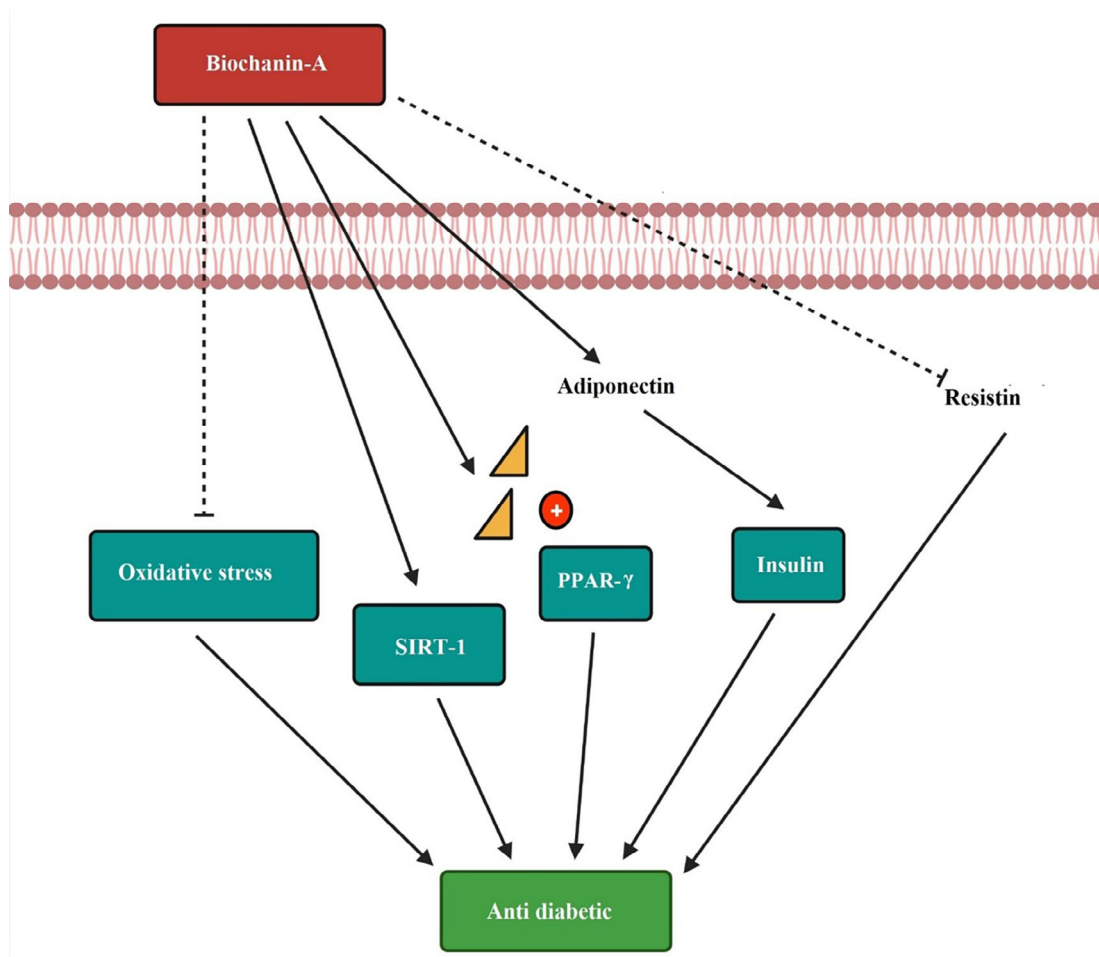 Biochanin-A
Adiponectin
Resistin
+
Oxidative stress
PPAR-γ
Insulin
SIRT-1
Anti diabetic